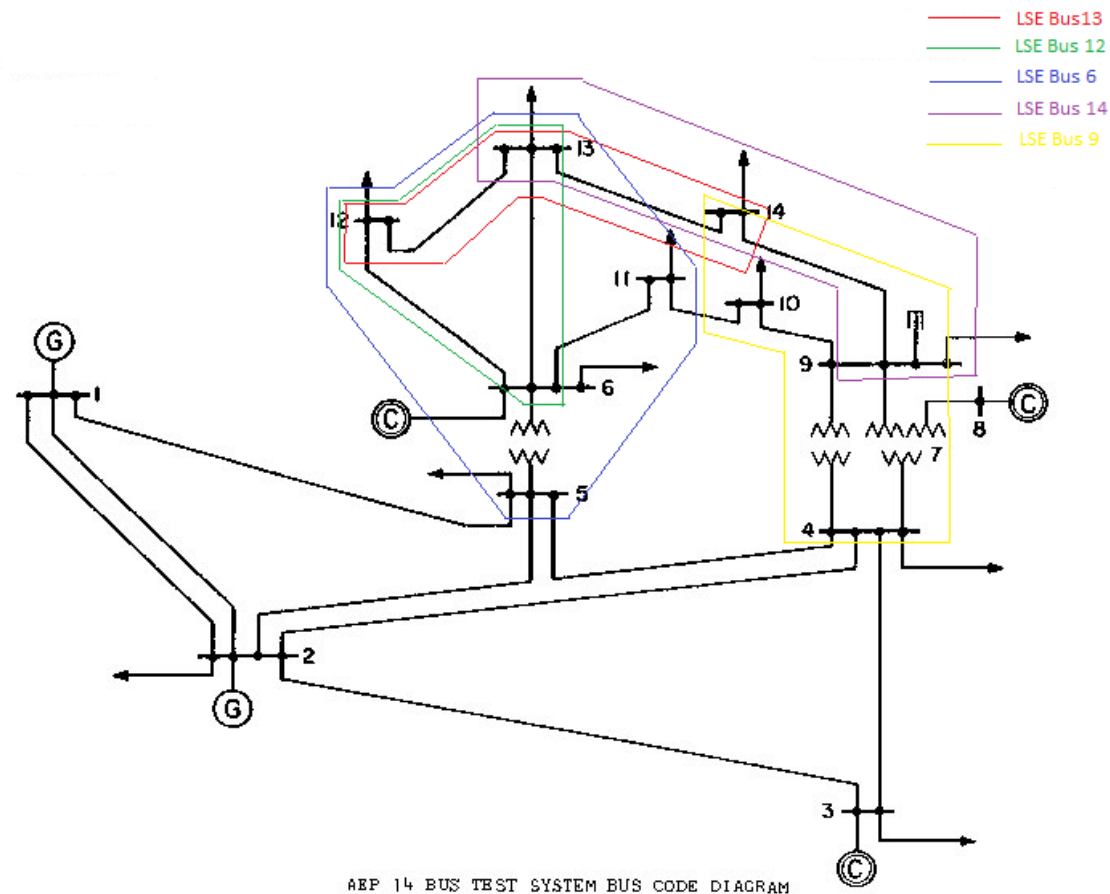 LSE Bus13
LSE Bus 12
LSE Bus 6
LSE Bus 14
LSE Bus 9
13
12
14
11
10
G
1
9
6
C
8
C
7
5
4
2
G
3
C
AEP 14 BUS TEST SYSTEM BUS CODE DIAGRAM